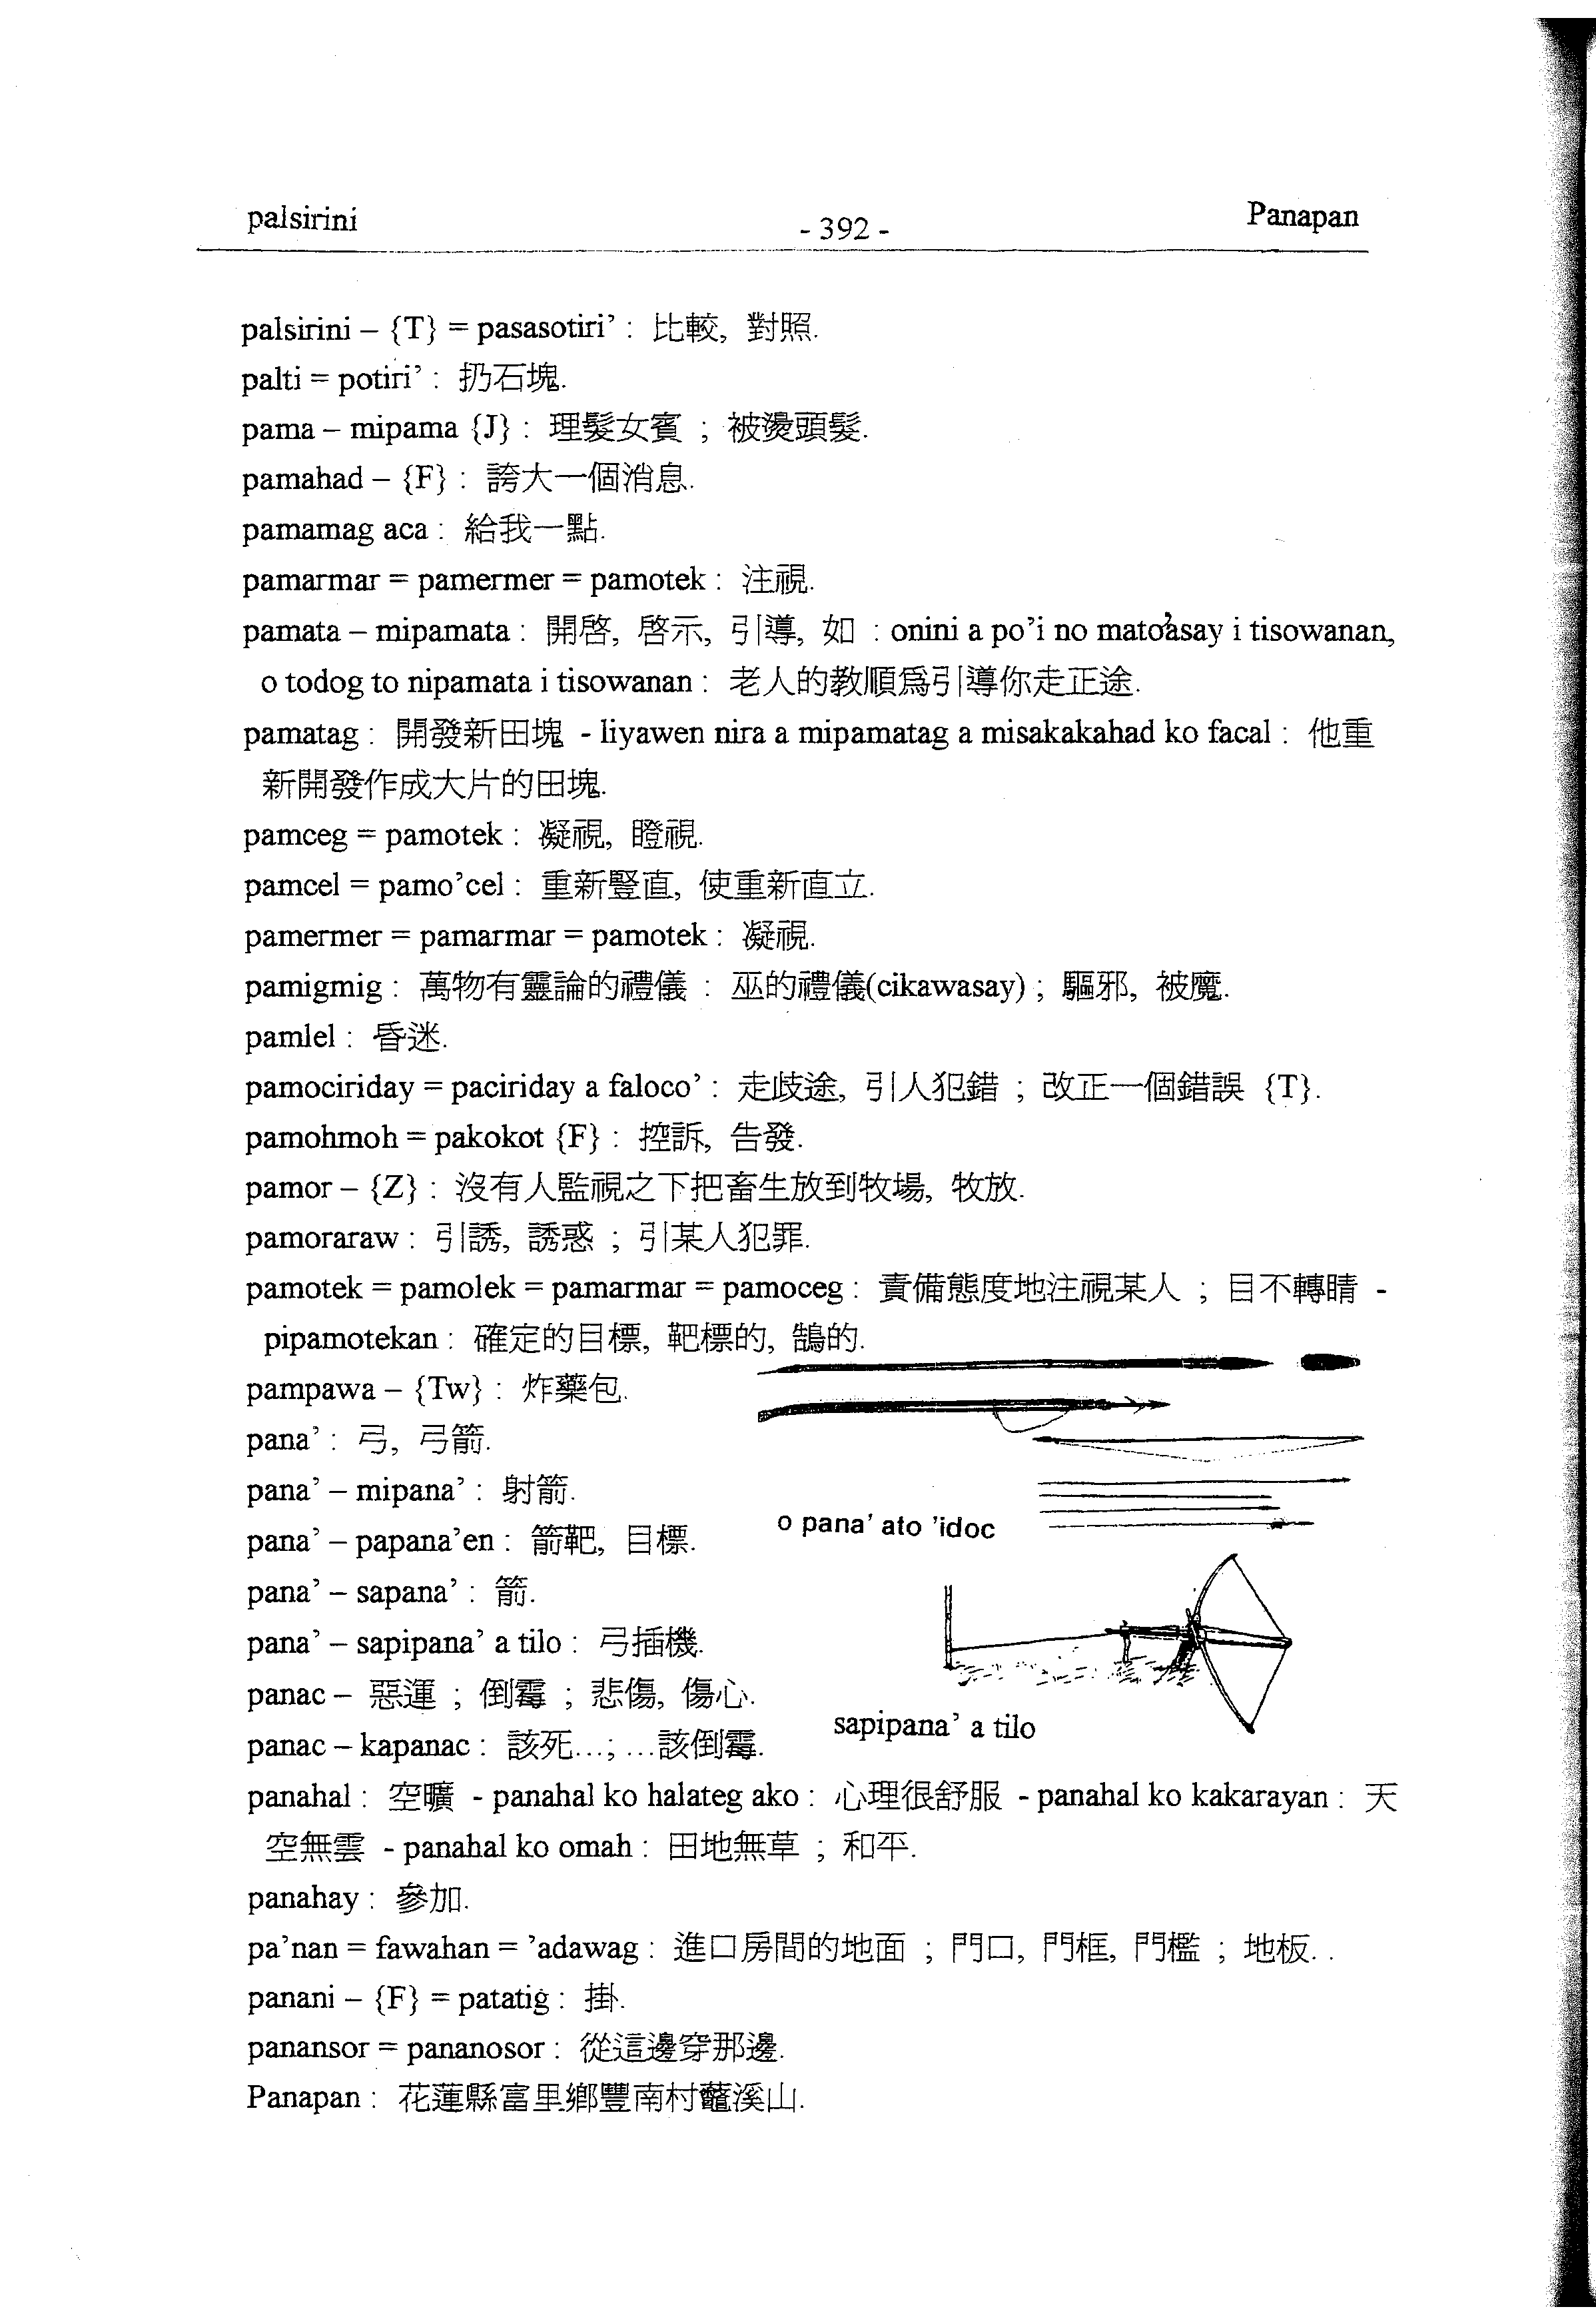 palsirini
- 392 -
Panapan
palsirini – {T} = pasasotiri’ : 比較, 對照.
palti = potiri’ : 扔石塊.
pama – mipama {J} : 理髮女賓 ; 被燙頭髮.
pamahad – {F} : 誇大一個消息.
pamamag aca : 給我一點.
pamarmar = pamermer = pamotek : 注視.
pamata – mipamata : 開啓, 啓示, 引導, 如 : onini a po’i no mato’asay i tisowanan,
o todog to nipamata i tisowanan : 老人的教順爲引導你走正途.
pamatag : 開發新田塊 - liyawen nira a mipamatag a misakakahad ko facal : 他重
新開發作成大片的田塊.
pamceg = pamotek : 凝視, 瞪視.
pamcel = pamo’cel : 重新豎直, 使重新直立.
pamermer = pamarmar = pamotek : 凝視.
pamigmig : 萬物有靈論的禮儀 : 巫的禮儀(cikawasay) ; 驅邪, 被魔.
pamlel : 昏迷.
pamociriday = paciriday a faloco’ : 走歧途, 引人犯錯 ; 改正一個錯誤 {T}.
pamohmoh = pakokot {F} : 控訴, 告發.
pamor – {Z} : 沒有人監視之下把畜生放到牧場, 牧放.
pamoraraw : 引誘, 誘惑 ; 引某人犯罪.
pamotek = pamolek = pamarmar = pamoceg : 責備態度地注視某人 ; 目不轉睛 -
pipamotekan : 確定的目標, 靶標的, 鵠的.
pampawa – {Tw} : 炸藥包.
pana’ : 弓, 弓箭.
pana’ – mipana’ : 射箭.
pana’ – papana’en : 箭靶, 目標.
o pana’ ato ’idoc
pana’ – sapana’ : 箭.
pana’ – sapipana’ a tilo : 弓插機.
panac – 惡運 ; 倒霉 ; 悲傷, 傷心.
sapipana’ a tilo
panac – kapanac : 該死...; ...該倒霉.
panahal : 空曠 - panahal ko halateg ako : 心理很舒服 - panahal ko kakarayan : 天
空無雲 - panahal ko omah : 田地無草 ; 和平.
panahay : 參加.
pa’nan = fawahan = ’adawag : 進口房間的地面 ; 門口, 門框, 門檻 ; 地板. .
panani – {F} = patatig : 掛.
panansor = pananosor : 從這邊穿那邊.
Panapan : 花蓮縣富里鄉豐南村鼈溪山.